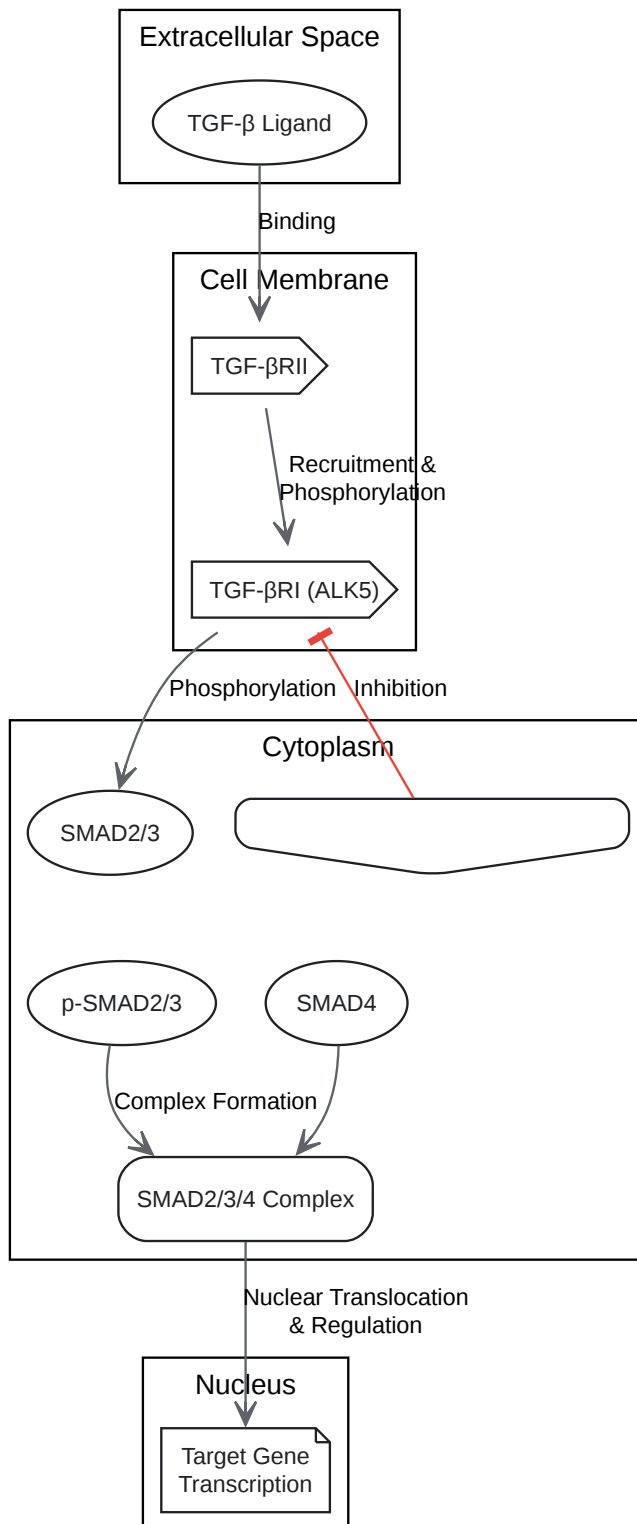 Extracellular Space
TGF-β Ligand
Binding
Cell Membrane
TGF-βRII
Recruitment &
Phosphorylation
TGF-βRI (ALK5)
Phosphorylation
Inhibition
Cytoplasm
SMAD2/3
p-SMAD2/3
SMAD4
Complex Formation
SMAD2/3/4 Complex
Nuclear Translocation
& Regulation
Nucleus
Target Gene
Transcription